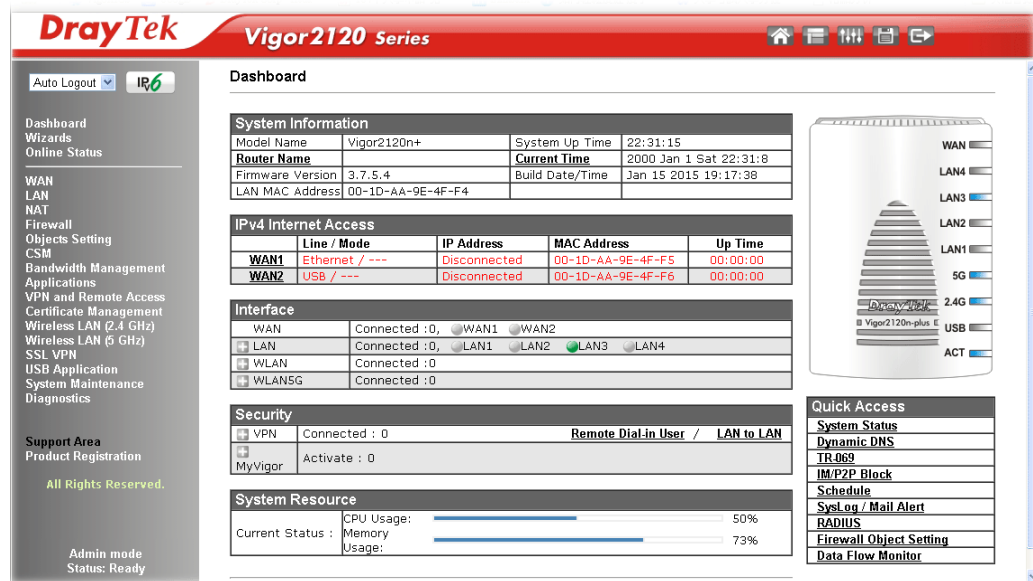 DrayTek
Vigor2120 Series
Auto Logout
IPv6
Dashboard
Wizards
Online Status
WAN
LAN
NAT
Firewall
Objects Setting
CSM
Bandwidth Management
Applications
VPN and Remote Access
Certificate Management
Wireless LAN (2.4 GHz)
Wireless LAN (5 GHz)
SSL VPN
USB Application
System Maintenance
Diagnostics
Support Area
Product Registration
All Rights Reserved.
Admin mode
Status: Ready
Dashboard
System Information
Model Name Vigor2120n+ System Up Time 22:31:15
Router Name Current Time 2000 Jan 1 Sat 22:31:8
Firmware Version 3.7.5.4 Build Date/Time Jan 15 2015 19:17:38
LAN MAC Address 00-1D-AA-9E-4F-F4
IPv4 Internet Access
Line / Mode IP Address MAC Address Up Time
WAN1 Ethernet / --- Disconnected 00-1D-AA-9E-4F-F5 00:00:00
WAN2 USB / --- Disconnected 00-1D-AA-9E-4F-F6 00:00:00
Interface
WAN Connected :0, WAN1 WAN2
LAN Connected :0, LAN1 LAN2 LAN3 LAN4
WLAN Connected :0
WLAN5G Connected :0
Security
VPN Connected : 0 Remote Dial-in User / LAN to LAN
MyVigor Activate : 0
System Resource
Current Status :
CPU Usage: 50%
Memory Usage: 73%
WAN
LAN4
LAN3
LAN2
LAN1
5G
2.4G
USB
ACT
DrayTek
Vigor2120n-plus
Quick Access
System Status
Dynamic DNS
TR-069
IM/P2P Block
Schedule
SysLog / Mail Alert
RADIUS
Firewall Object Setting
Data Flow Monitor